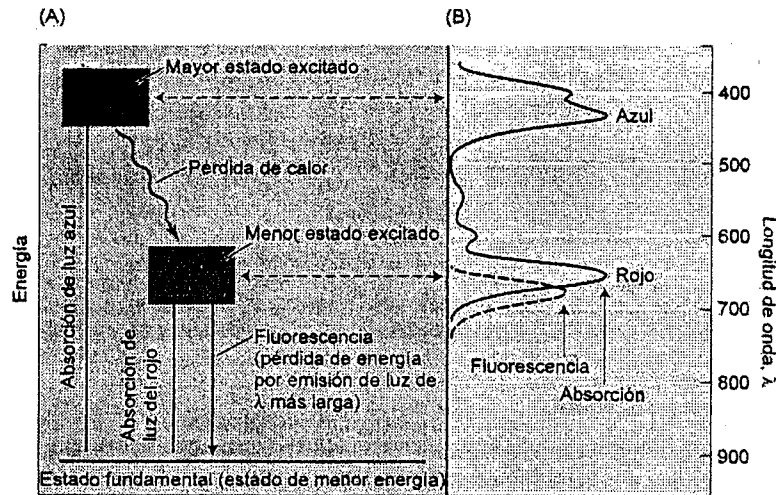 (A)
(B)
Mayor estado excitado
Pérdida de calor
Menor estado excitado
Energía
Absorción de luz azul
Absorción de
luz del rojo
Fluorescencia
(pérdida de energía
por emisión de luz de
λ más larga)
Estado fundamental (estado de menor energía)
Azul
Rojo
Fluorescencia
Absorción
400
500
600
700
800
900
Longitud de onda, λ